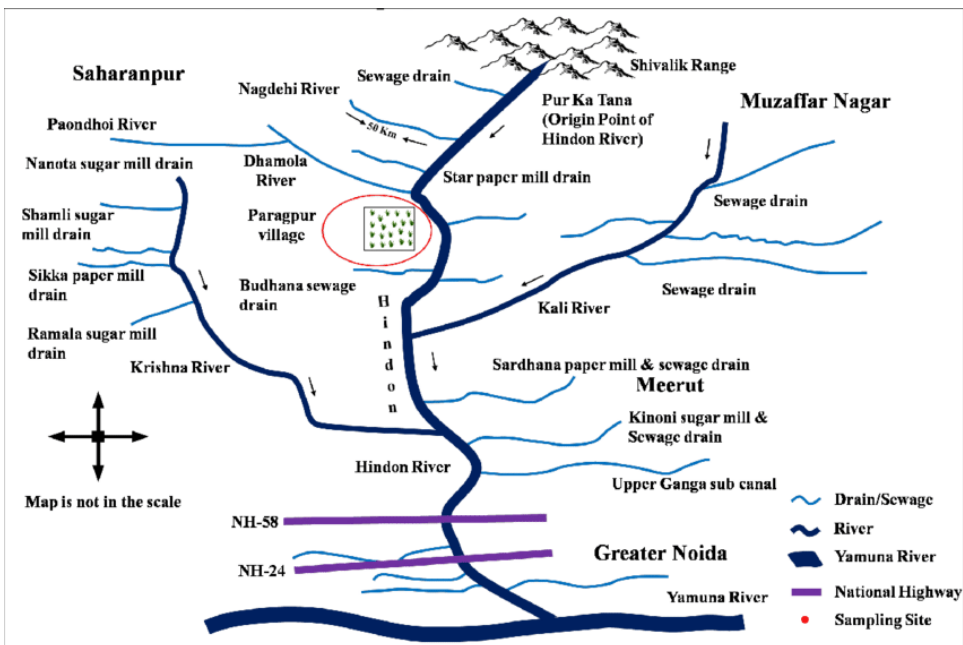 Saharanpur
Sewage drain
Shivalik Range
Nagdehi River
50 Km
Pur Ka Tana
(Origin Point of
Hindon River)
Muzaffar Nagar
Paondhoi River
Nanota sugar mill drain
Dhamola
River
Star paper mill drain
Sewage drain
Shamli sugar
mill drain
Paragpur
village
Sikka paper mill
drain
Budhana sewage
drain
Sewage drain
Kali River
Hindon
Ramala sugar mill
drain
Krishna River
Sardhana paper mill & sewage drain
Meerut
Kinoni sugar mill &
Sewage drain
Hindon River
Upper Ganga sub canal
Map is not in the scale
NH-58
NH-24
Greater Noida
Yamuna River
Drain/Sewage
River
Yamuna River
National Highway
Sampling Site